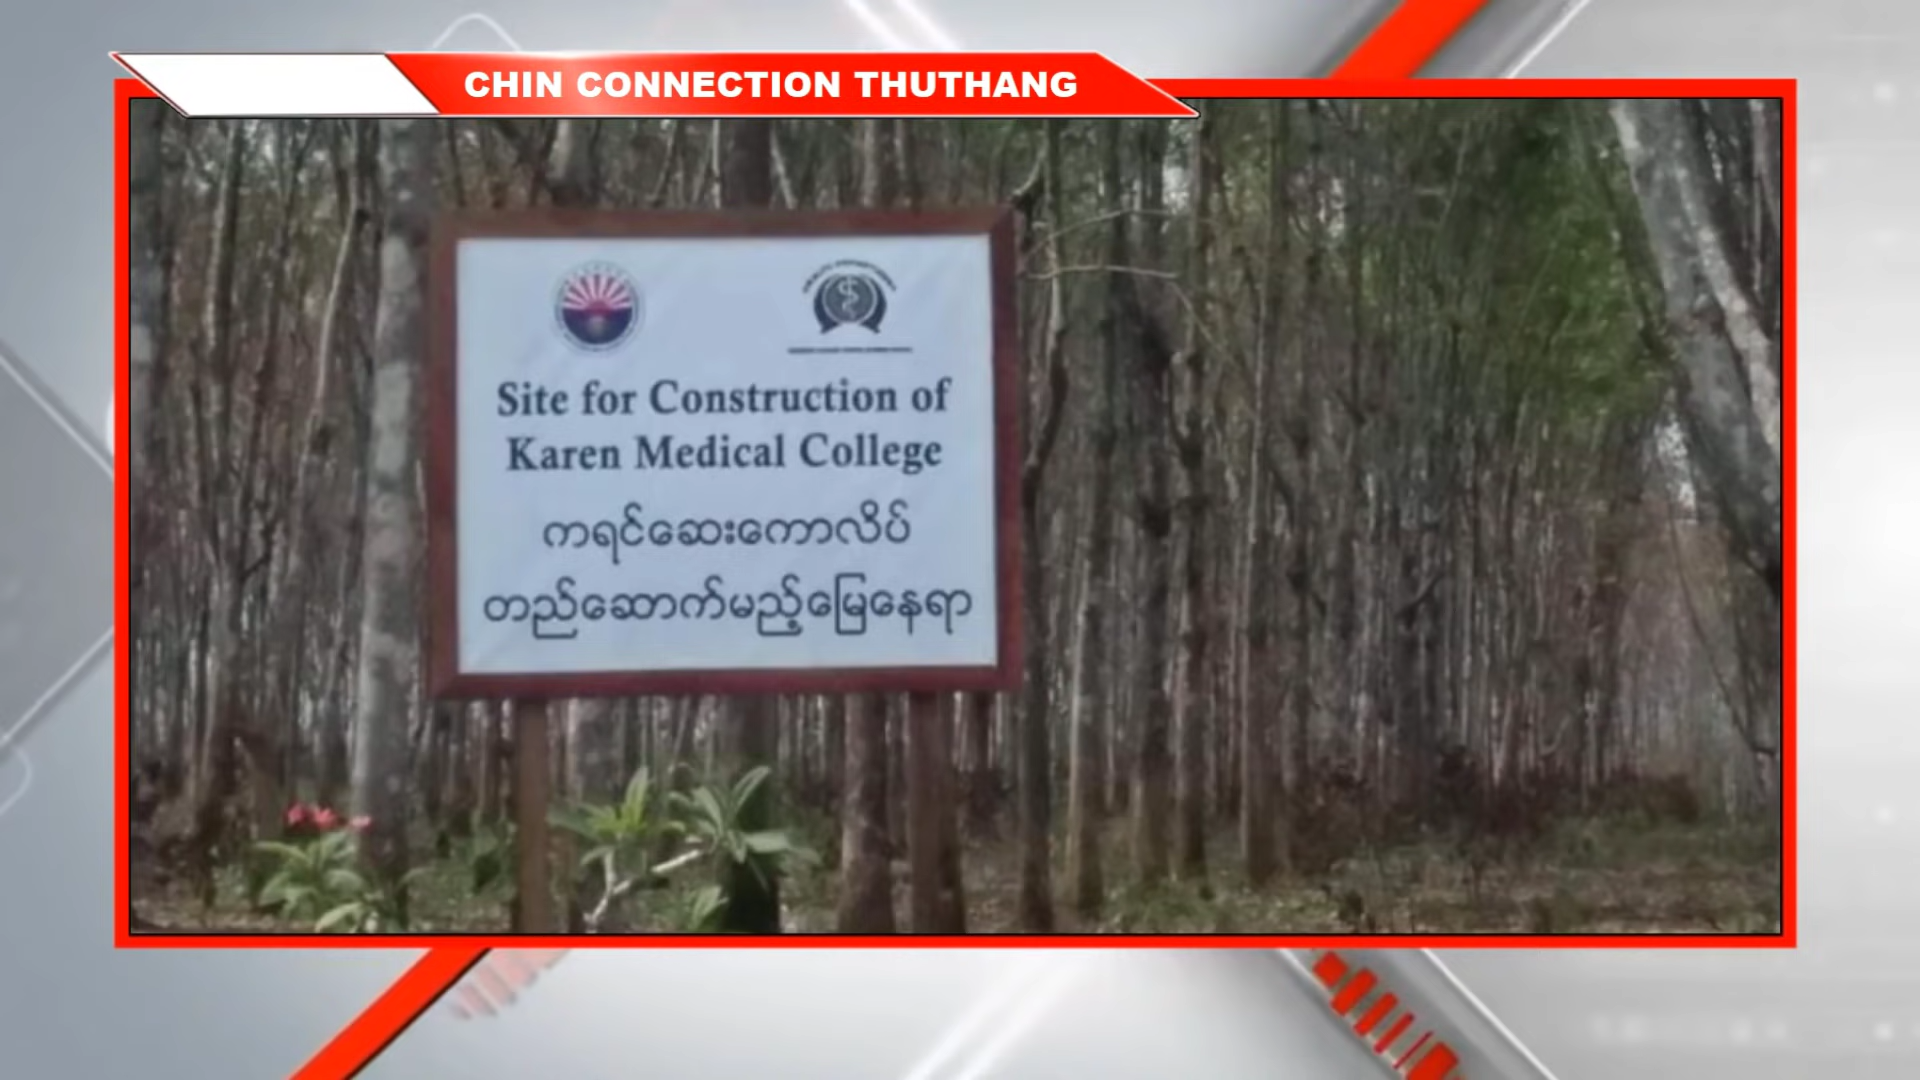 CHIN CONNECTION THUTHANG
Site for Construction of
Karen Medical College
ကရင်ဆေးကောလိပ်
တည်ဆောက်မည့်မြေနေရာ